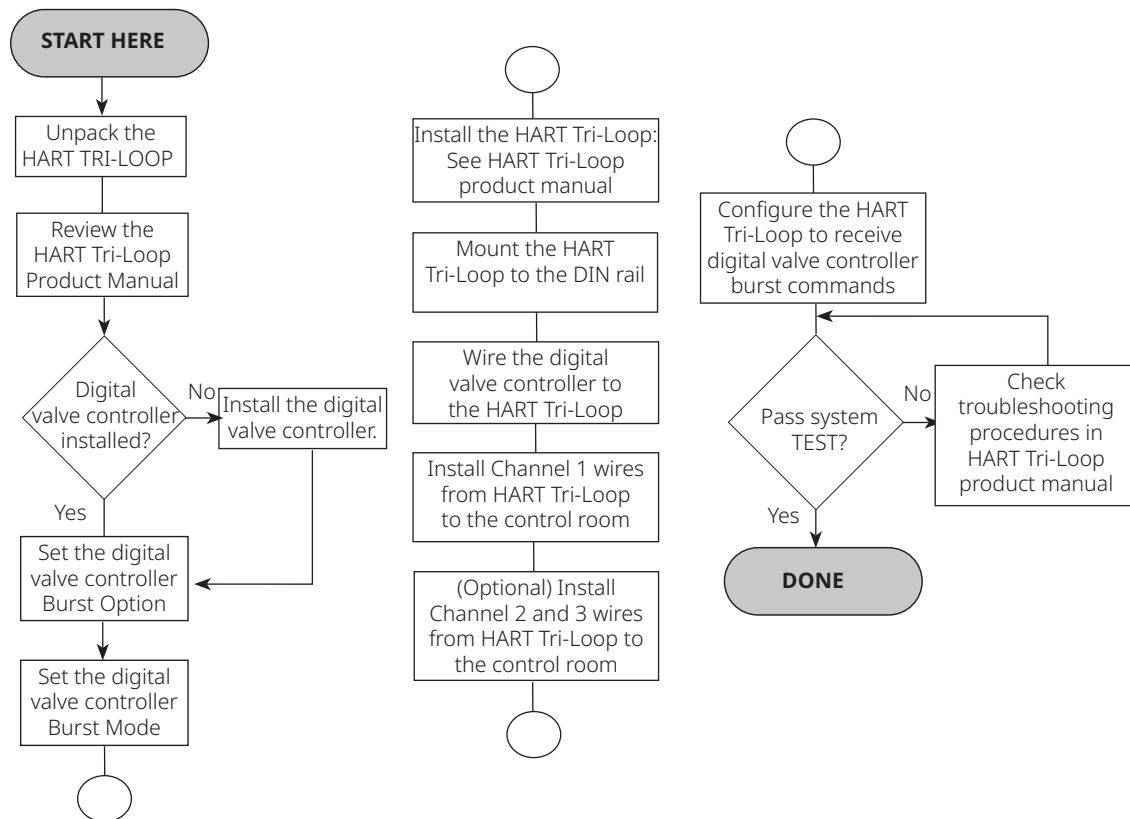 START HERE
Unpack the
HART TRI-LOOP
Review the
HART Tri-Loop
Product Manual
Digital
valve controller
installed?
No
Install the digital
valve controller.
Yes
Set the digital
valve controller
Burst Option
Set the digital
valve controller
Burst Mode
Install the HART Tri-Loop:
See HART Tri-Loop
product manual
Mount the HART
Tri-Loop to the DIN rail
Wire the digital
valve controller to
the HART Tri-Loop
Install Channel 1 wires
from HART Tri-Loop
to the control room
(Optional) Install
Channel 2 and 3 wires
from HART Tri-Loop to
the control room
Configure the HART
Tri-Loop to receive
digital valve controller
burst commands
Pass system
TEST?
No
Check
troubleshooting
procedures in
HART Tri-Loop
product manual
Yes
DONE